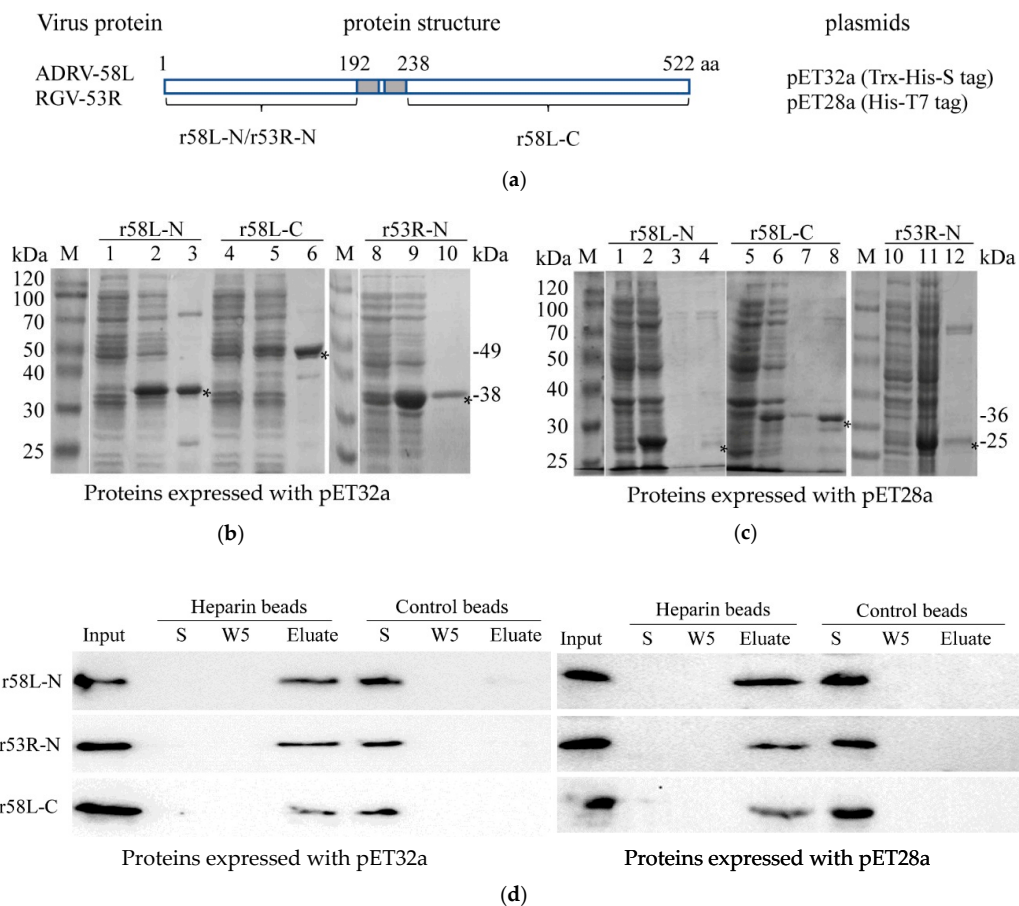 Virus protein protein structure plasmids
1 192 238 522 aa
ADRV-58L pET32a (Trx-His-S tag)
RGV-53R pET28a (His-T7 tag)
r58L-N/r53R-N r58L-C
(a)
r58L-N r58L-C r53R-N
kDa M 1 2 3 4 5 6 M 8 9 10 kDa
120
100
70
50 -49
40
* * * -38
30
25
Proteins expressed with pET32a
(b)
r58L-N r58L-C r53R-N
kDa M 1 2 3 4 5 6 7 8 M 10 11 12 kDa
120
100
70
50
40
-36
30 *
* * -25
25
Proteins expressed with pET28a
(c)
Heparin beads Control beads
Input S W5 Eluate S W5 Eluate
Heparin beads Control beads
Input S W5 Eluate S W5 Eluate
r58L-N
r53R-N
r58L-C
Proteins expressed with pET32a Proteins expressed with pET28a
(d)